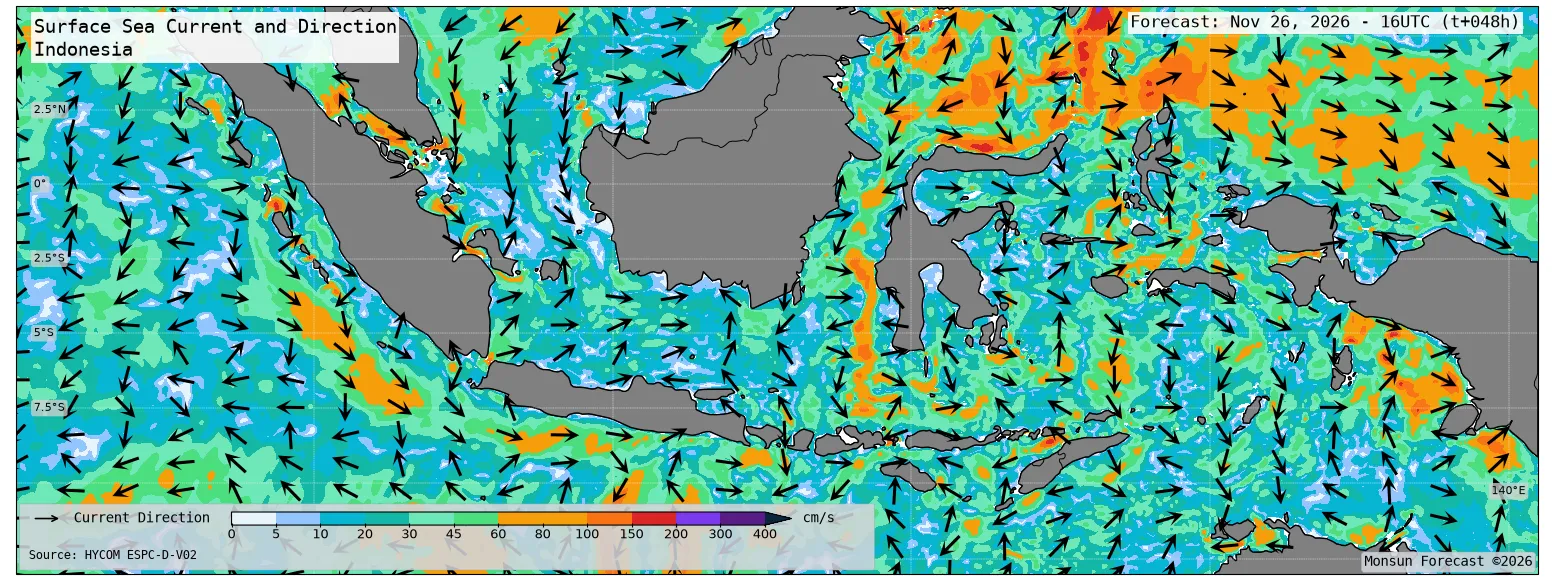 Surface Sea Current and Direction
Indonesia
Forecast: Nov 26, 2026 - 16UTC (t+048h)
2.5°N
0°
2.5°S
5°S
7.5°S
140°E
Current Direction
0 5 10 20 30 45 60 80 100 150 200 300 400 cm/s
Source: HYCOM ESPC-D-V02
Monsun Forecast ©2026